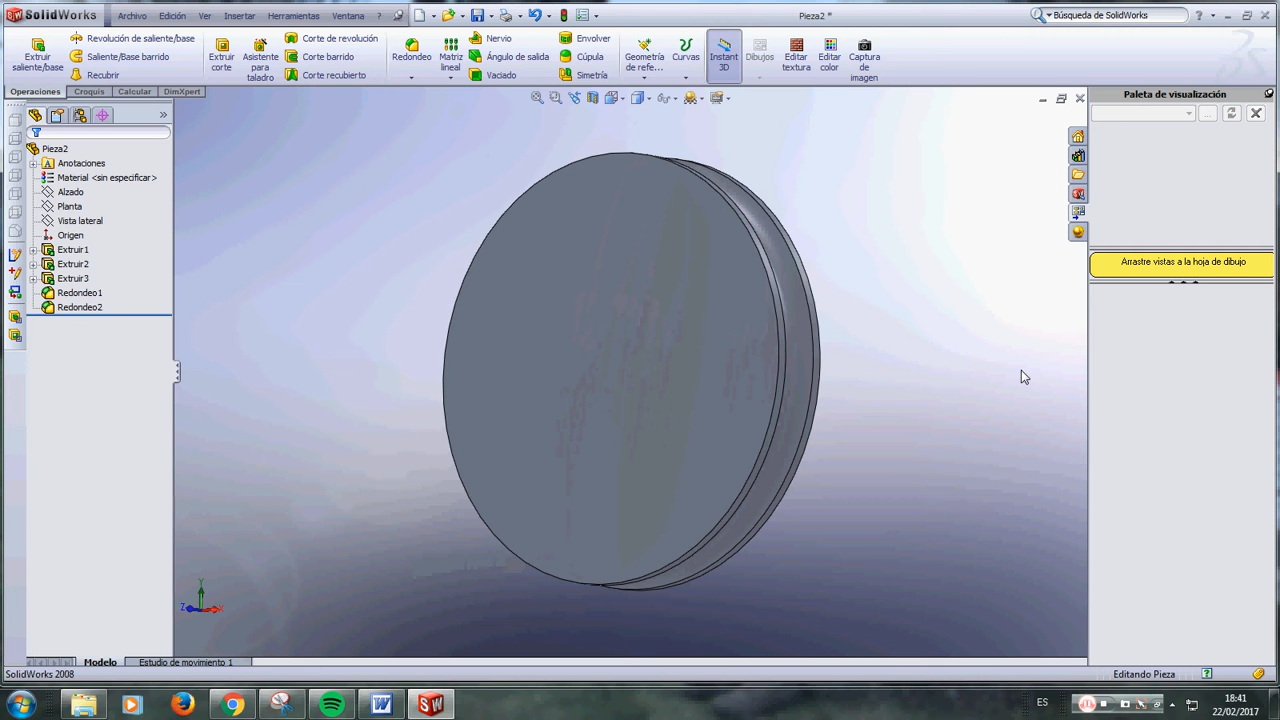 SolidWorks Archivo Edición Ver Insertar Herramientas Ventana ? Pieza2 * Búsqueda de SolidWorks ?
Extruir saliente/base
Revolución de saliente/base
Saliente/Base barrido
Recubrir
Extruir corte
Asistente para taladro
Corte de revolución
Corte barrido
Corte recubierto
Redondeo
Matriz lineal
Nervio
Ángulo de salida
Vaciado
Envolver
Cúpula
Simetría
Geometría de refe...
Curvas
Instant 3D
Dibujos
Editar textura
Editar color
Captura de imagen
Operaciones Croquis Calcular DimXpert
Paleta de visualización
...
Pieza2
Anotaciones
Material <sin especificar>
Alzado
Planta
Vista lateral
Origen
Extruir1
Extruir2
Extruir3
Redondeo1
Redondeo2
Arrastre vistas a la hoja de dibujo
Y
Z X
Modelo Estudio de movimiento 1
SolidWorks 2008 Editando Pieza ?
ES 18:41
22/02/2017